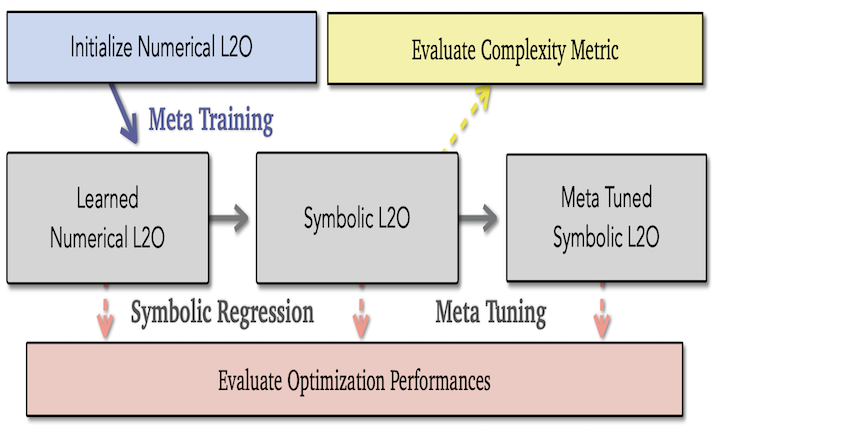 Initialize Numerical L2O
Evaluate Complexity Metric
Meta Training
Learned
Numerical L2O
Symbolic L2O
Meta Tuned
Symbolic L2O
Symbolic Regression
Meta Tuning
Evaluate Optimization Performances